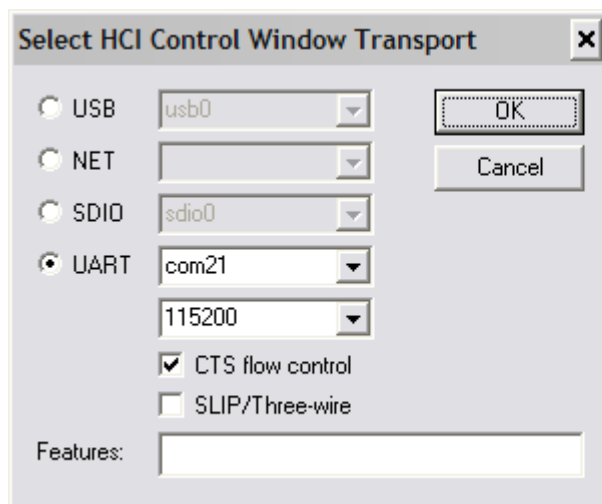 Select HCI Control Window Transport
USB usb0 OK
NET Cancel
SDIO sdio0
UART com21
115200
CTS flow control
SLIP/Three-wire
Features: